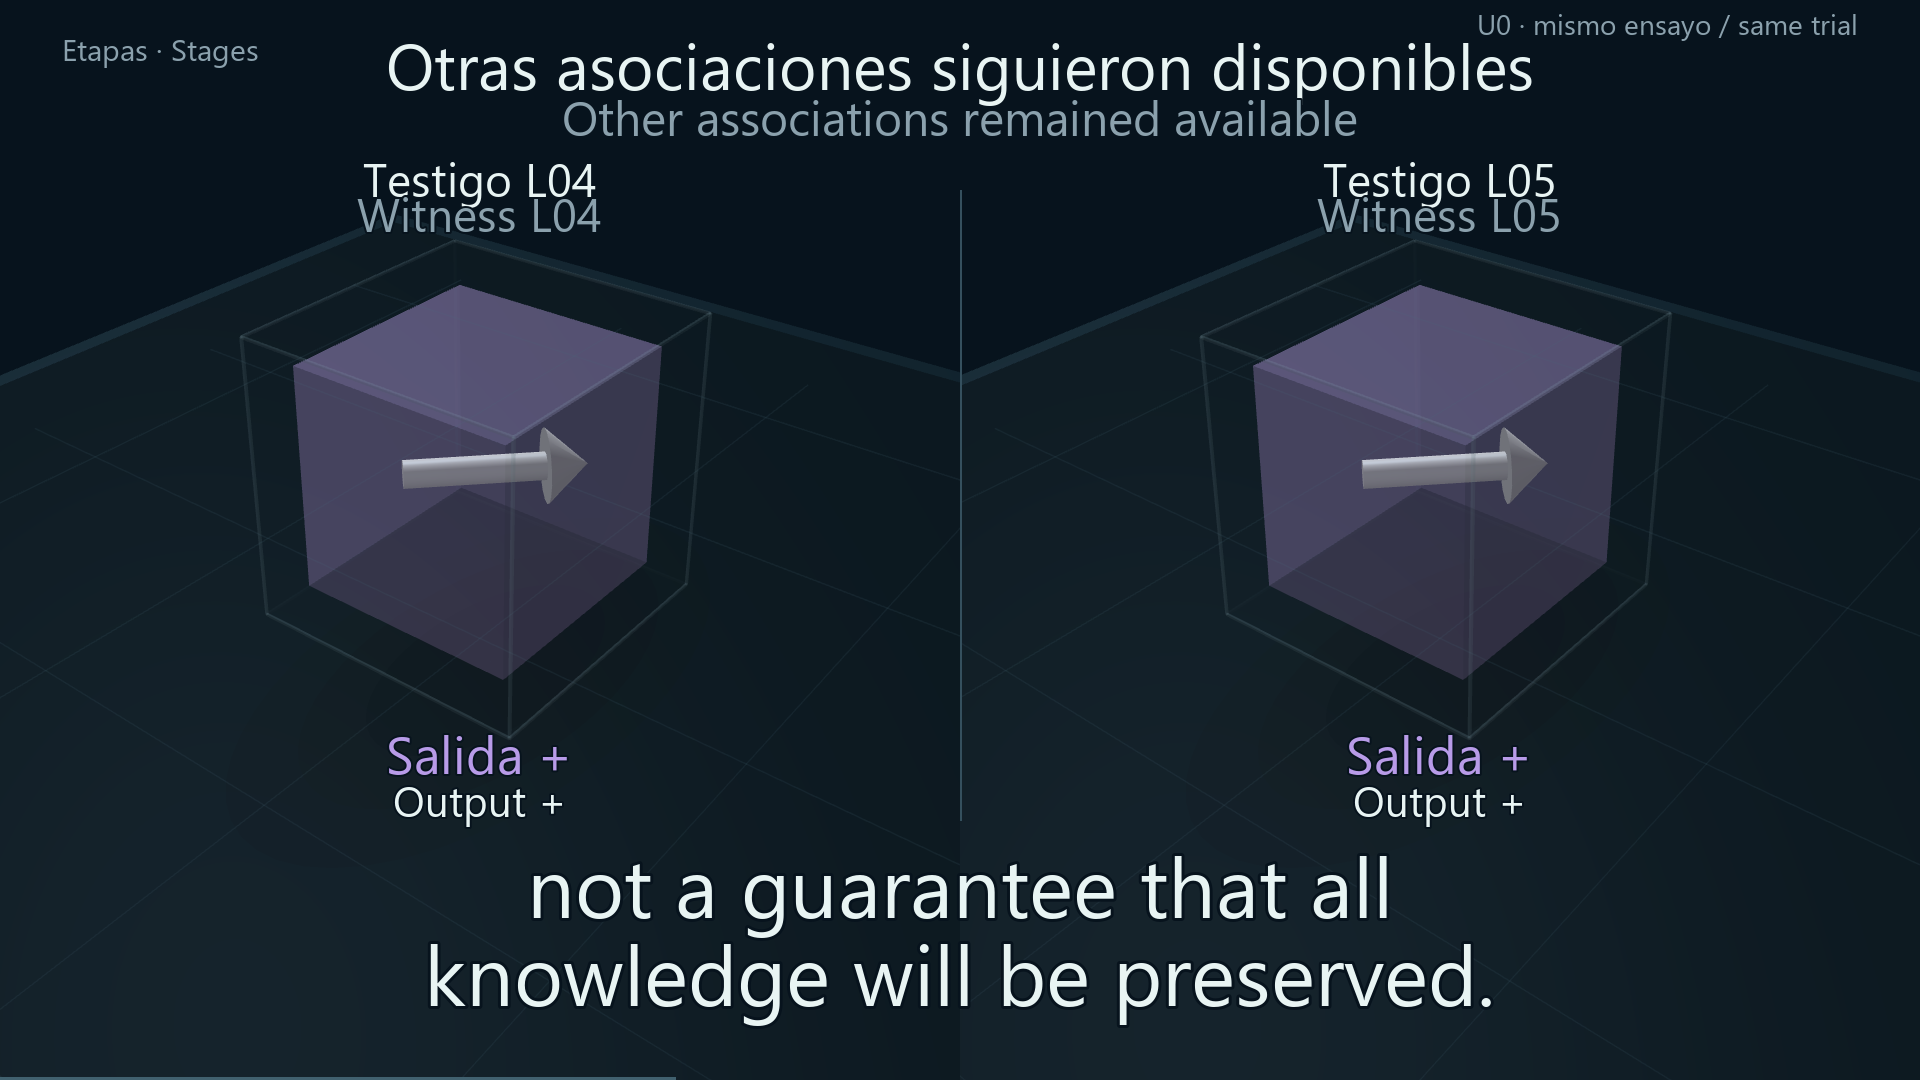 Etapas · Stages
U0 · mismo ensayo / same trial
Otras asociaciones siguieron disponibles
Other associations remained available
Testigo L04
Witness L04
Testigo L05
Witness L05
Salida +
Output +
Salida +
Output +
not a guarantee that all
knowledge will be preserved.